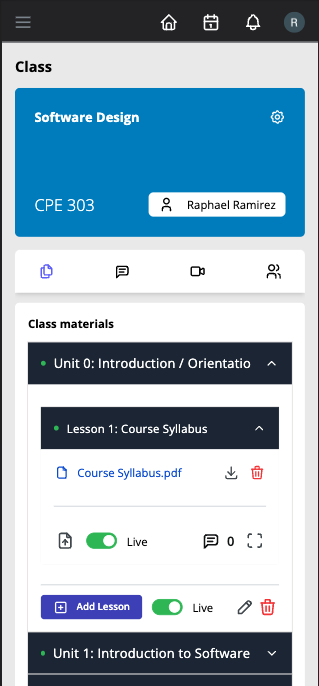 R
Class
Software Design
CPE 303
Raphael Ramirez
Class materials
Unit 0: Introduction / Orientatio
Lesson 1: Course Syllabus
Course Syllabus.pdf
Live
0
Add Lesson
Live
Unit 1: Introduction to Software